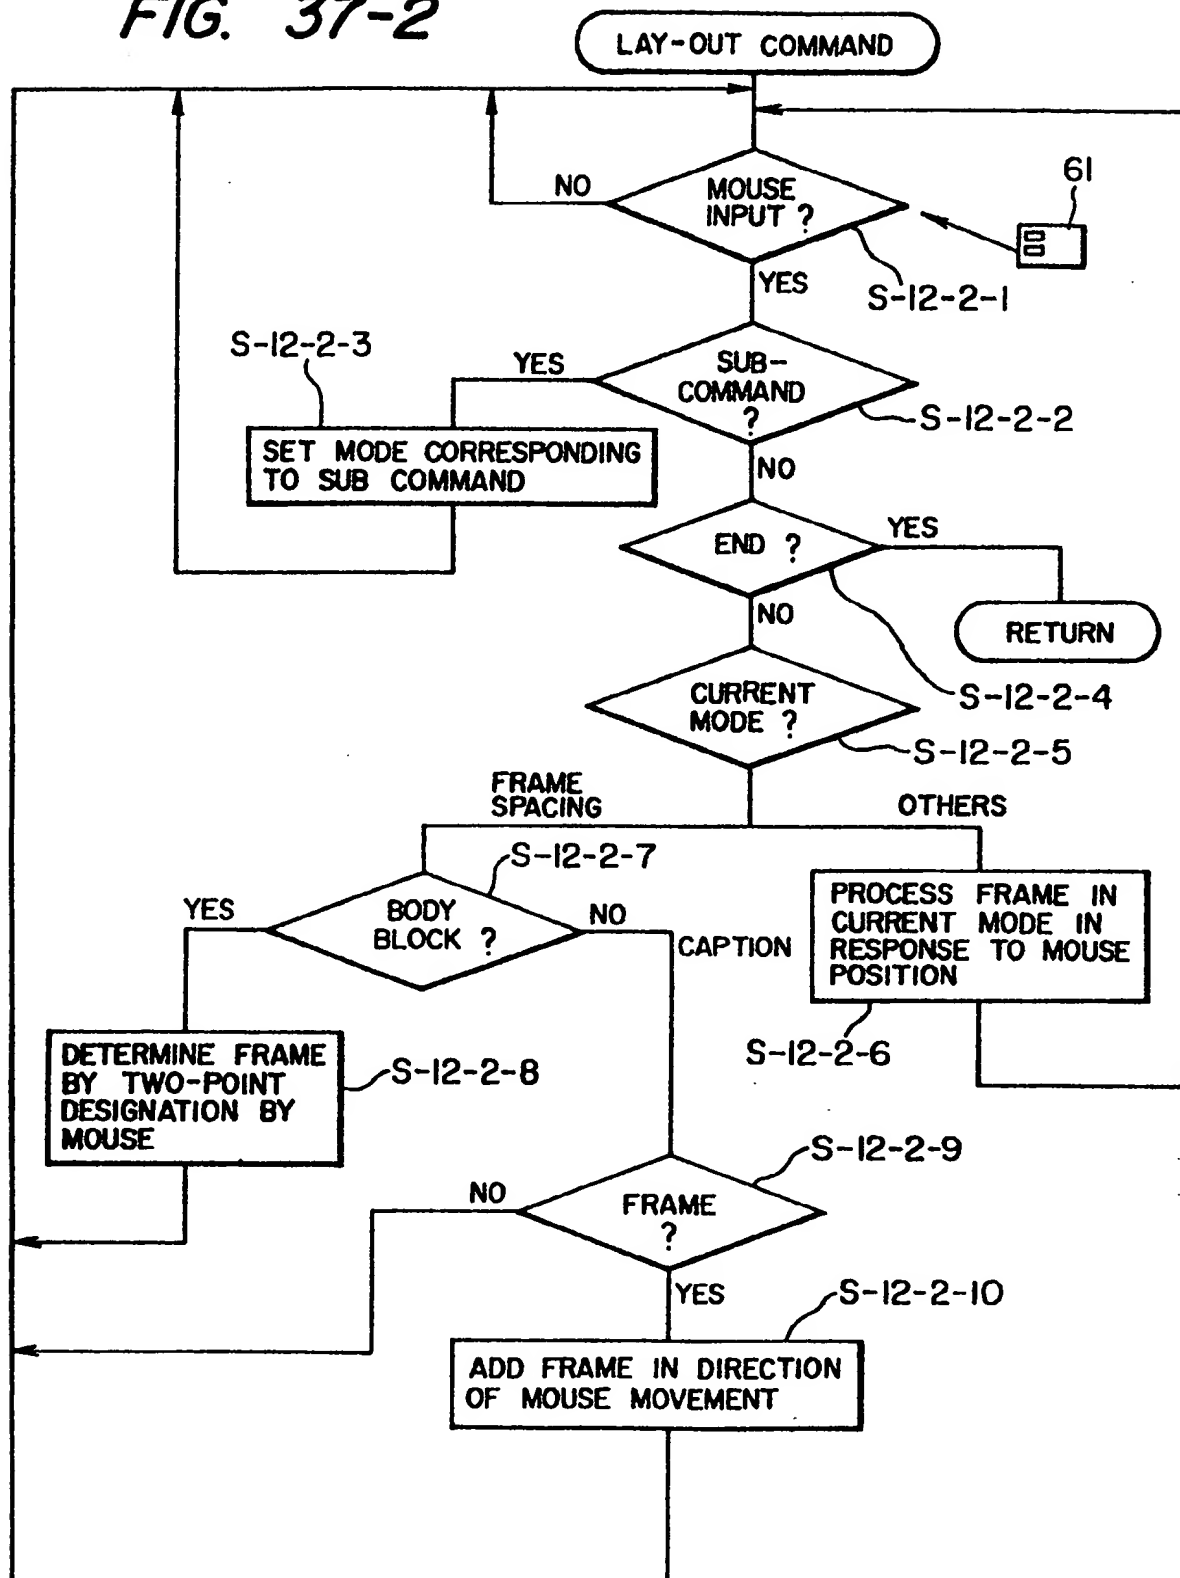 FIG. 37-2
LAY-OUT COMMAND
61
NO
MOUSE
INPUT ?
YES
S-12-2-1
S-12-2-3
YES
SUB-
COMMAND
?
S-12-2-2
SET MODE CORRESPONDING
TO SUB COMMAND
NO
END ?
YES
NO
RETURN
S-12-2-4
CURRENT
MODE ?
S-12-2-5
FRAME
SPACING
OTHERS
S-12-2-7
YES
BODY
BLOCK ?
NO
CAPTION
PROCESS FRAME IN
CURRENT MODE IN
RESPONSE TO MOUSE
POSITION
S-12-2-6
DETERMINE FRAME
BY TWO-POINT
DESIGNATION BY
MOUSE
S-12-2-8
S-12-2-9
NO
FRAME
?
YES
S-12-2-10
ADD FRAME IN DIRECTION
OF MOUSE MOVEMENT